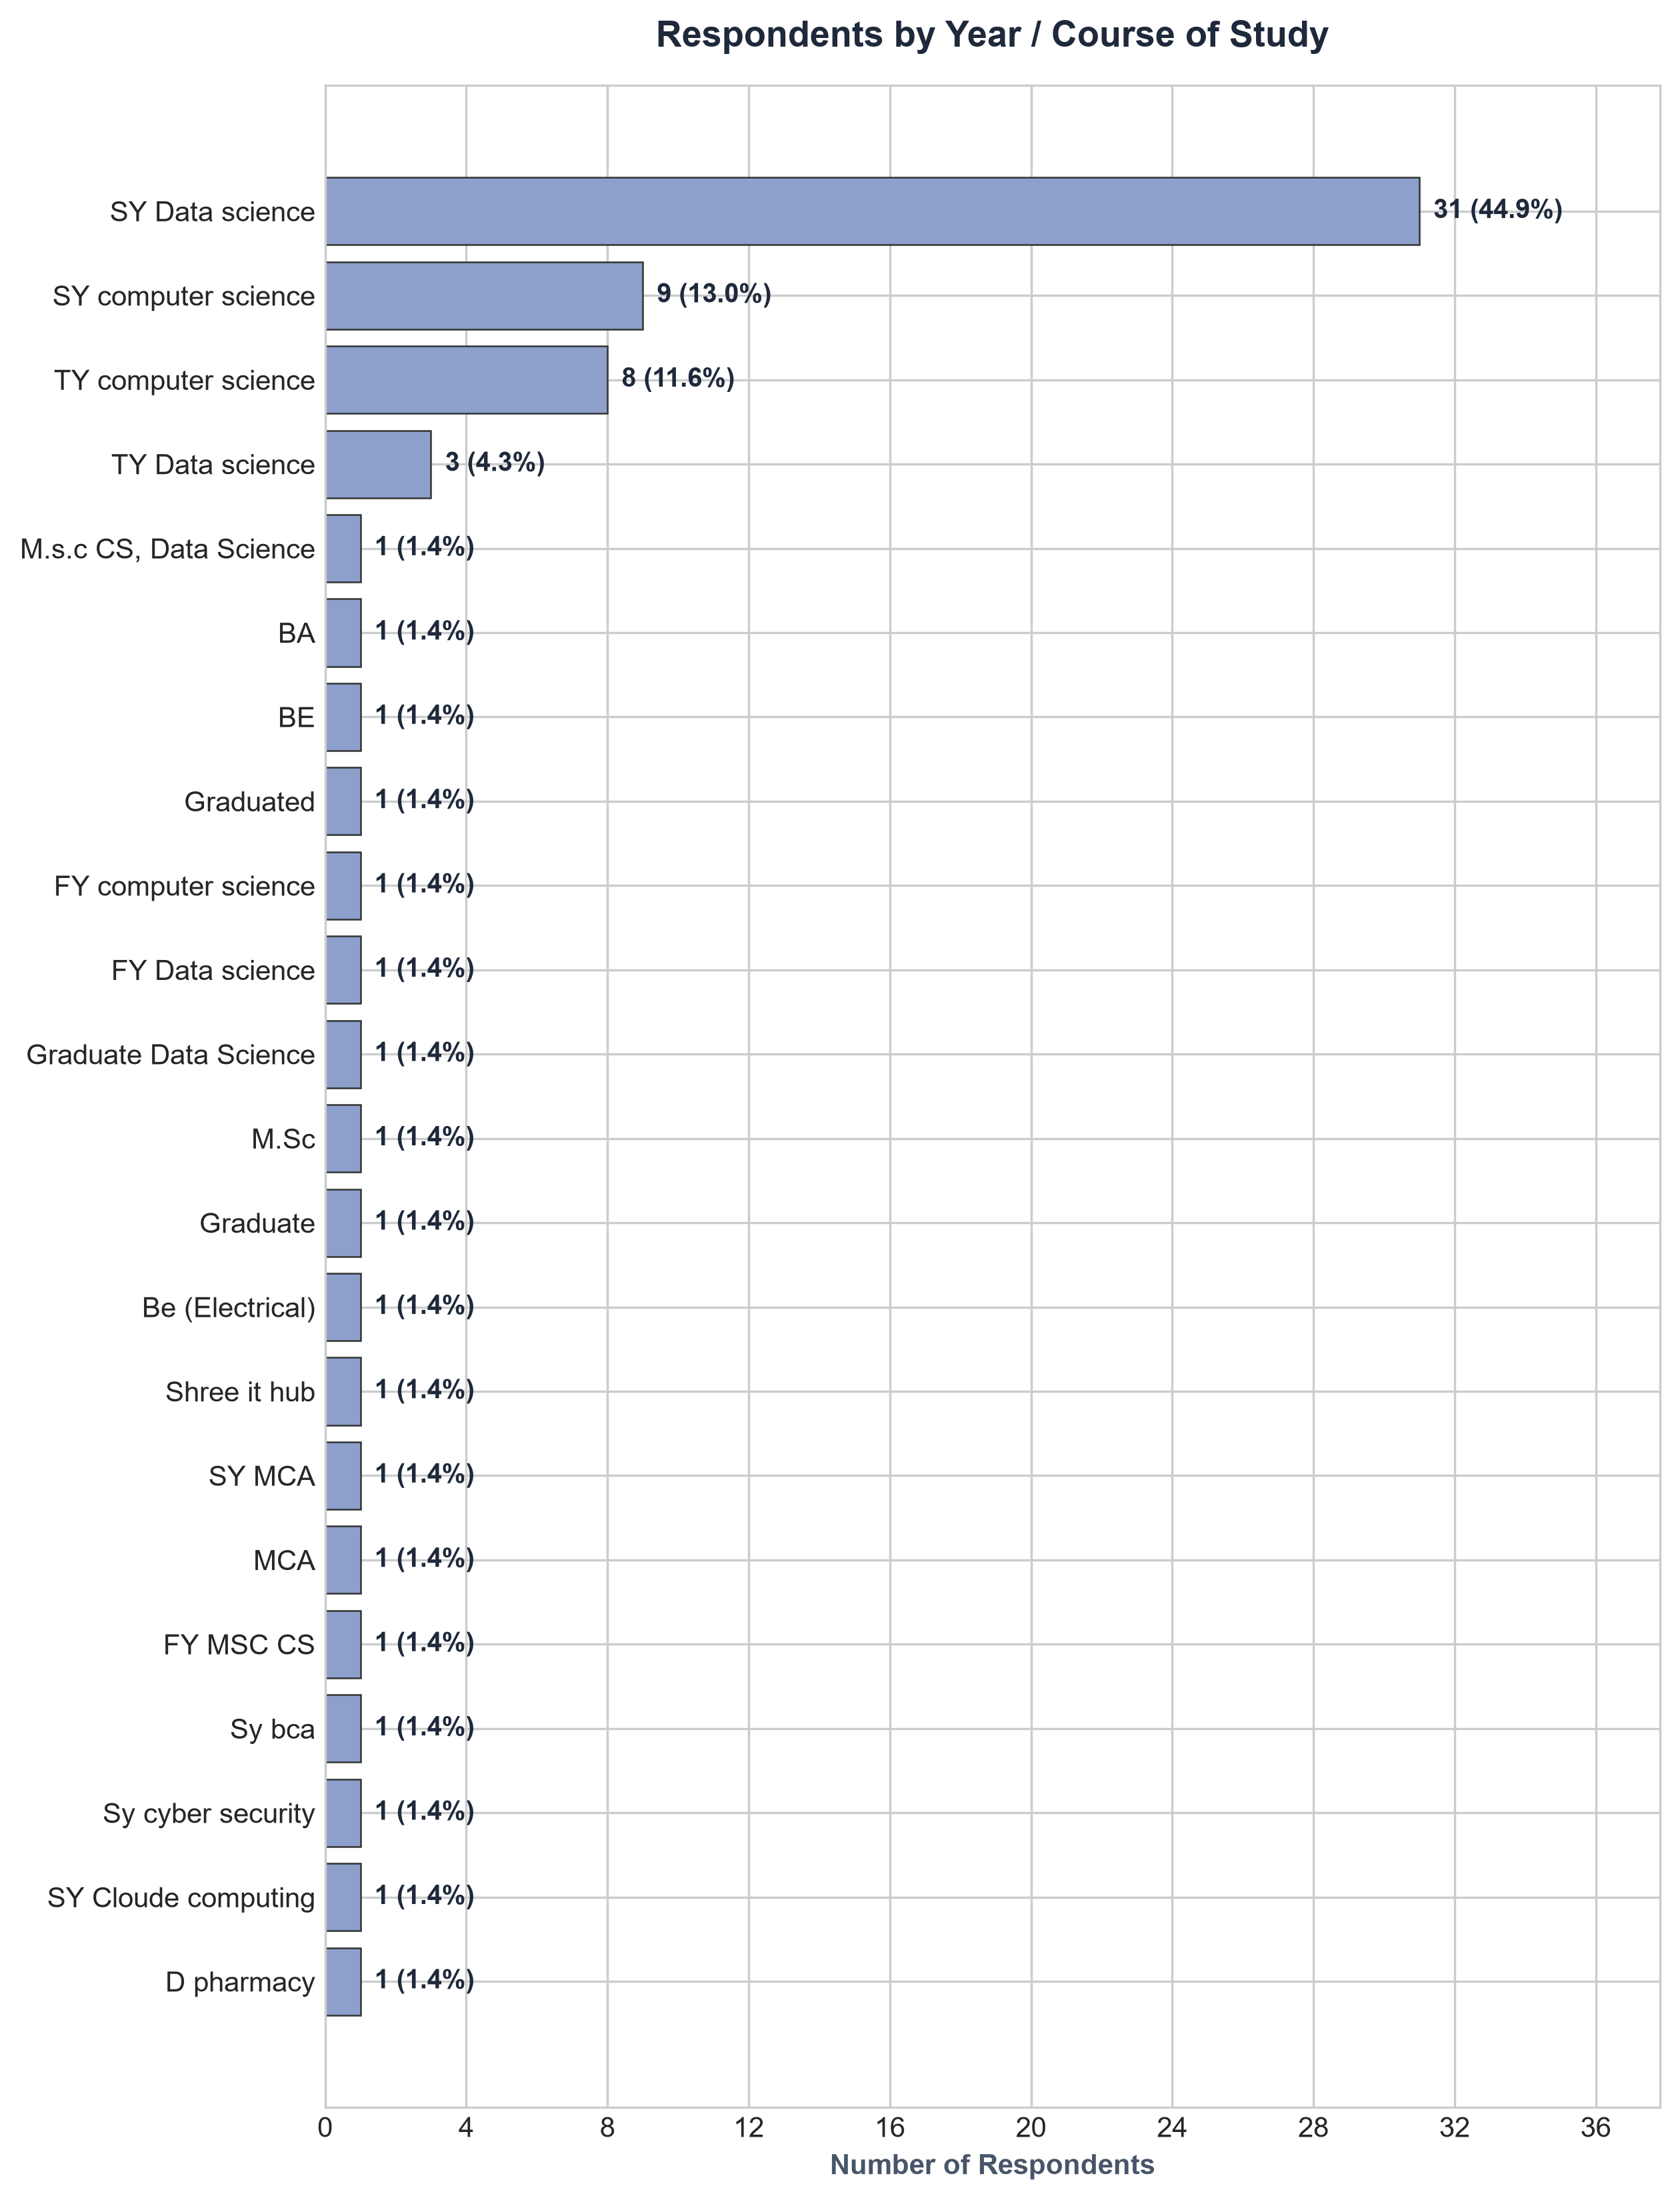 Respondents by Year / Course of Study
SY Data science 31 (44.9%)
SY computer science 9 (13.0%)
TY computer science 8 (11.6%)
TY Data science 3 (4.3%)
M.s.c CS, Data Science 1 (1.4%)
BA 1 (1.4%)
BE 1 (1.4%)
Graduated 1 (1.4%)
FY computer science 1 (1.4%)
FY Data science 1 (1.4%)
Graduate Data Science 1 (1.4%)
M.Sc 1 (1.4%)
Graduate 1 (1.4%)
Be (Electrical) 1 (1.4%)
Shree it hub 1 (1.4%)
SY MCA 1 (1.4%)
MCA 1 (1.4%)
FY MSC CS 1 (1.4%)
Sy bca 1 (1.4%)
Sy cyber security 1 (1.4%)
SY Cloude computing 1 (1.4%)
D pharmacy 1 (1.4%)
0 4 8 12 16 20 24 28 32 36
Number of Respondents